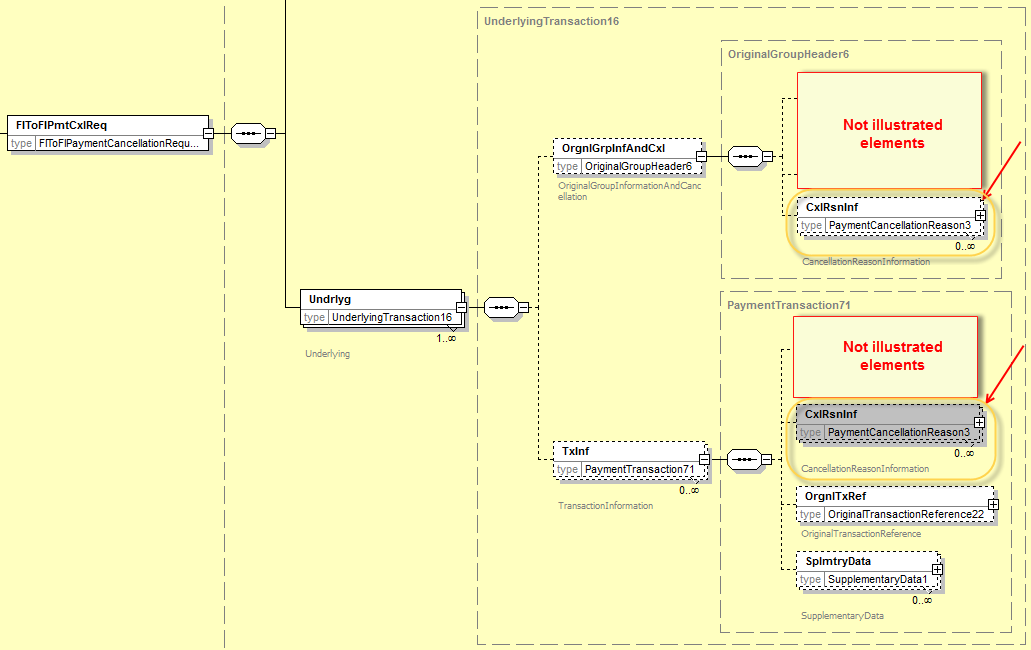 UnderlyingTransaction16
OriginalGroupHeader6
Not illustrated
elements
FIToFIPmtCxlReq
type FIToFIPaymentCancellationRequ...
OrgnlGrpInfAndCxl
type OriginalGroupHeader6
OriginalGroupInformationAndCanc
ellation
CxlRsnInf
type PaymentCancellationReason3
0..∞
CancellationReasonInformation
Undrlyg
type UnderlyingTransaction16
1..∞
Underlying
PaymentTransaction71
Not illustrated
elements
CxlRsnInf
type PaymentCancellationReason3
0..∞
CancellationReasonInformation
TxInf
type PaymentTransaction71
0..∞
TransactionInformation
OrgnlTxRef
type OriginalTransactionReference22
OriginalTransactionReference
SplmtryData
type SupplementaryData1
0..∞
SupplementaryData